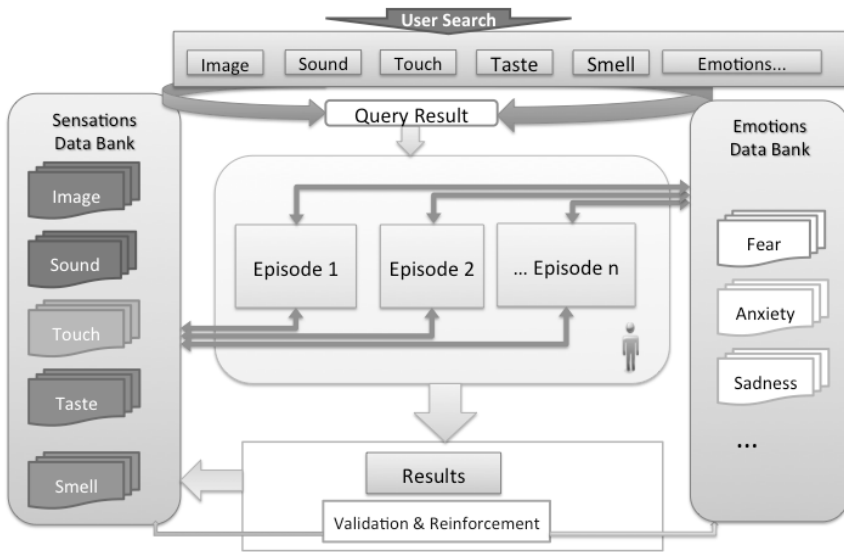 User Search
Image
Sound
Touch
Taste
Smell
Emotions...
Query Result
Sensations
Data Bank
Image
Sound
Touch
Taste
Smell
Episode 1
Episode 2
... Episode n
Emotions
Data Bank
Fear
Anxiety
Sadness
...
Results
Validation & Reinforcement